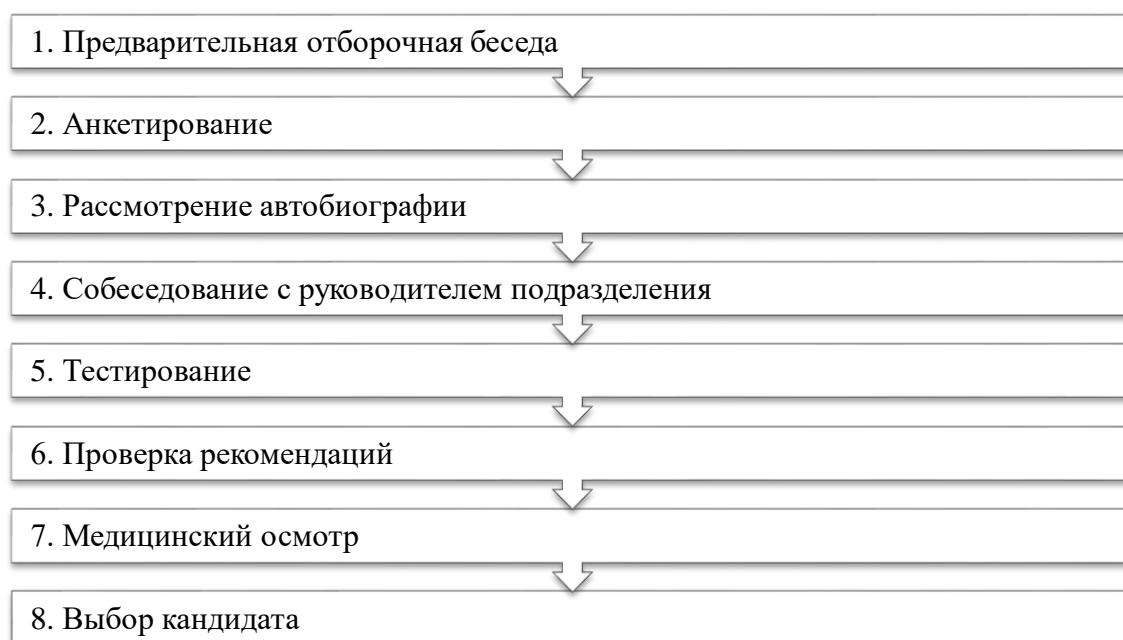 1. Предварительная отборочная беседа
2. Анкетирование
3. Рассмотрение автобиографии
4. Собеседование с руководителем подразделения
5. Тестирование
6. Проверка рекомендаций
7. Медицинский осмотр
8. Выбор кандидата